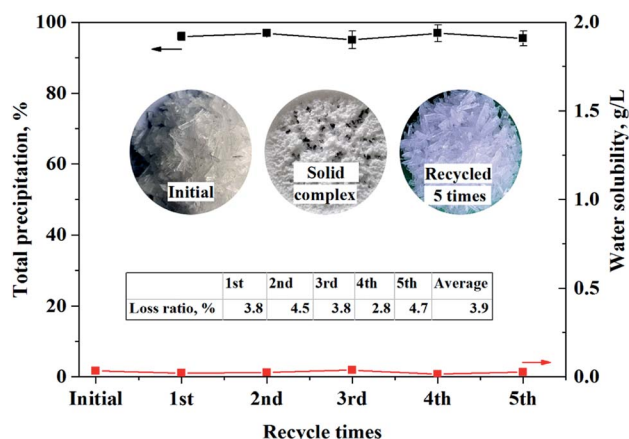 Total precipitation, %
100
80
60
40
20
0
2.0
1.5
1.0
0.5
0.0
Water solubility, g/L
Initial
Solid
complex
Recycled
5 times
1st 2nd 3rd 4th 5th Average
Loss ratio, % 3.8 4.5 3.8 2.8 4.7 3.9
Initial 1st 2nd 3rd 4th 5th
Recycle times